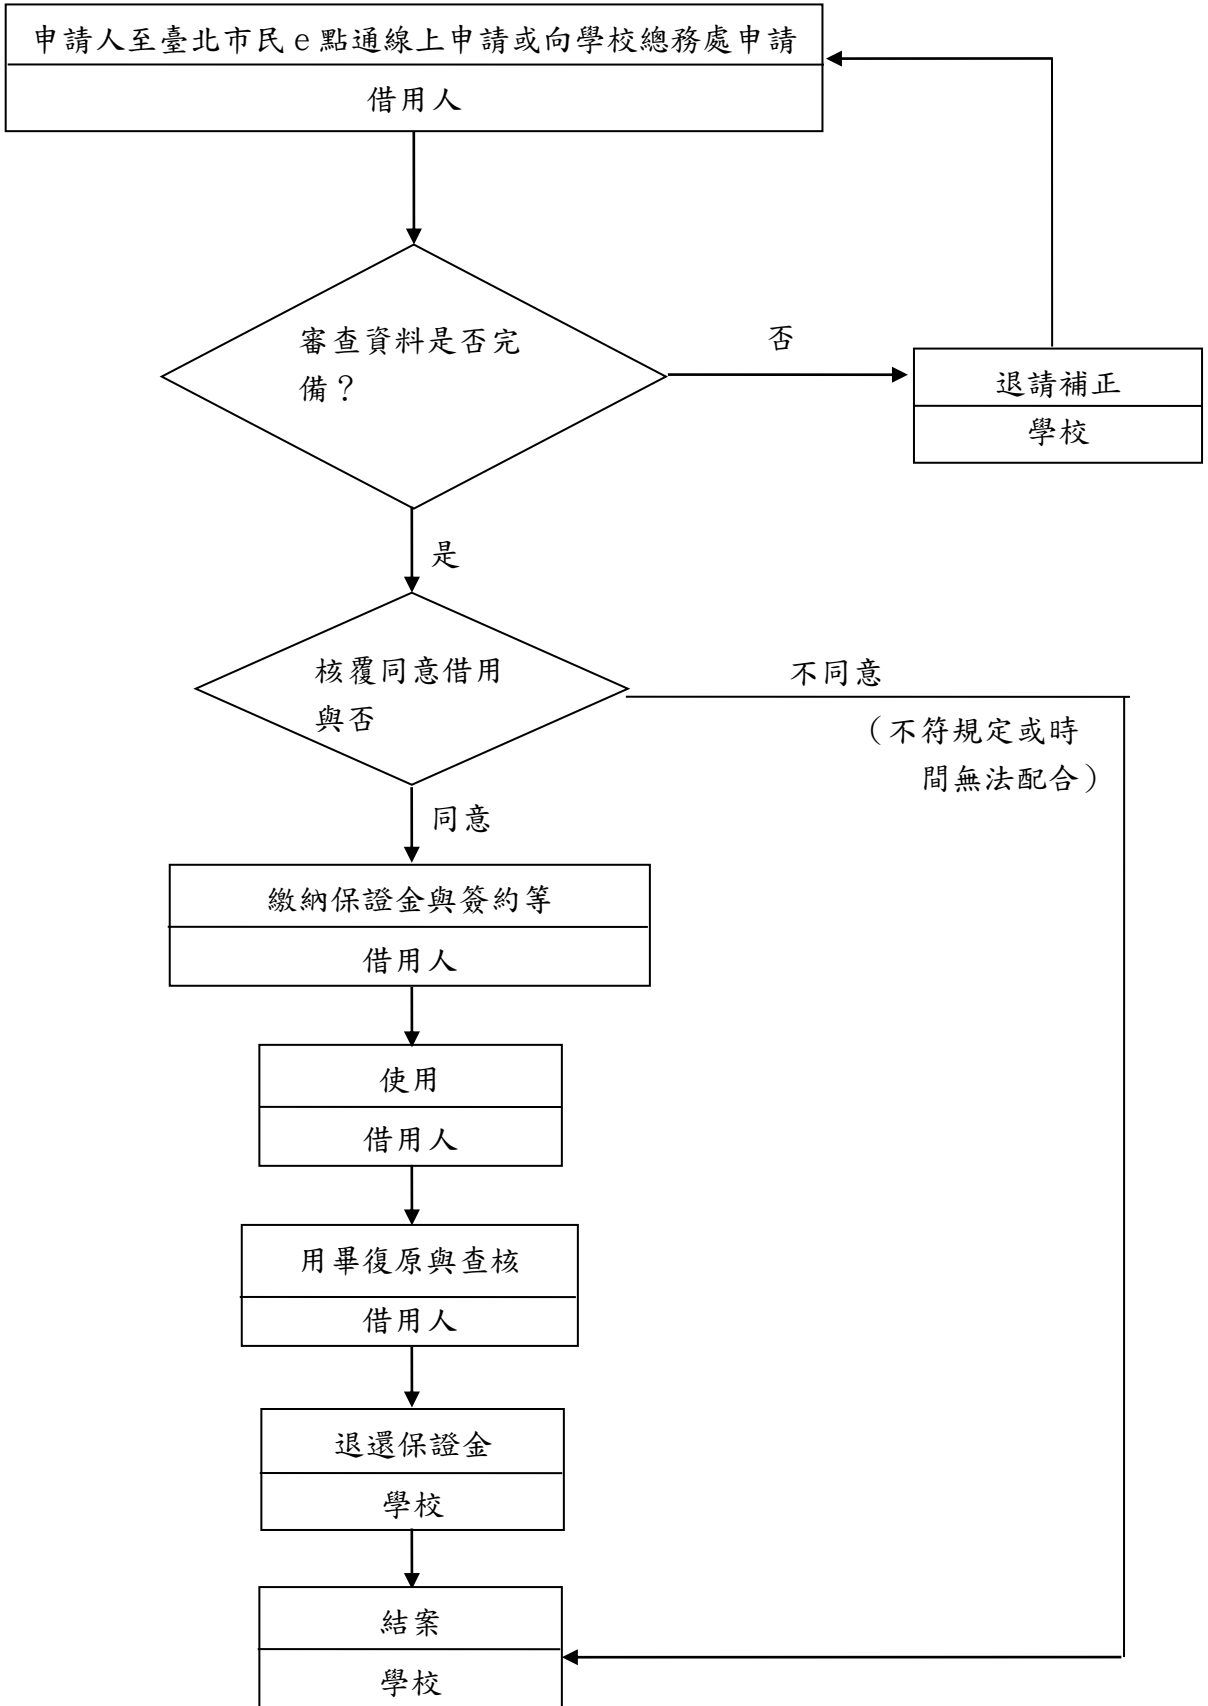 申請人至臺北市民e點通線上申請或向學校總務處申請
借用人
審查資料是否完
備？
否
退請補正
學校
是
核覆同意借用
與否
不同意
（不符規定或時
間無法配合）
同意
繳納保證金與簽約等
借用人
使用
借用人
用畢復原與查核
借用人
退還保證金
學校
結案
學校